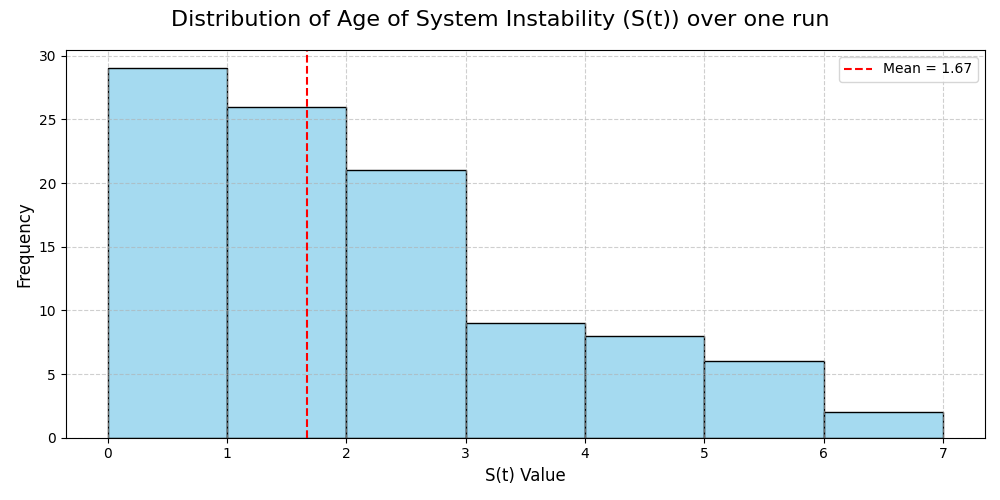 Distribution of Age of System Instability (S(t)) over one run
Mean = 1.67
Frequency
30
25
20
15
10
5
0
0 1 2 3 4 5 6 7
S(t) Value